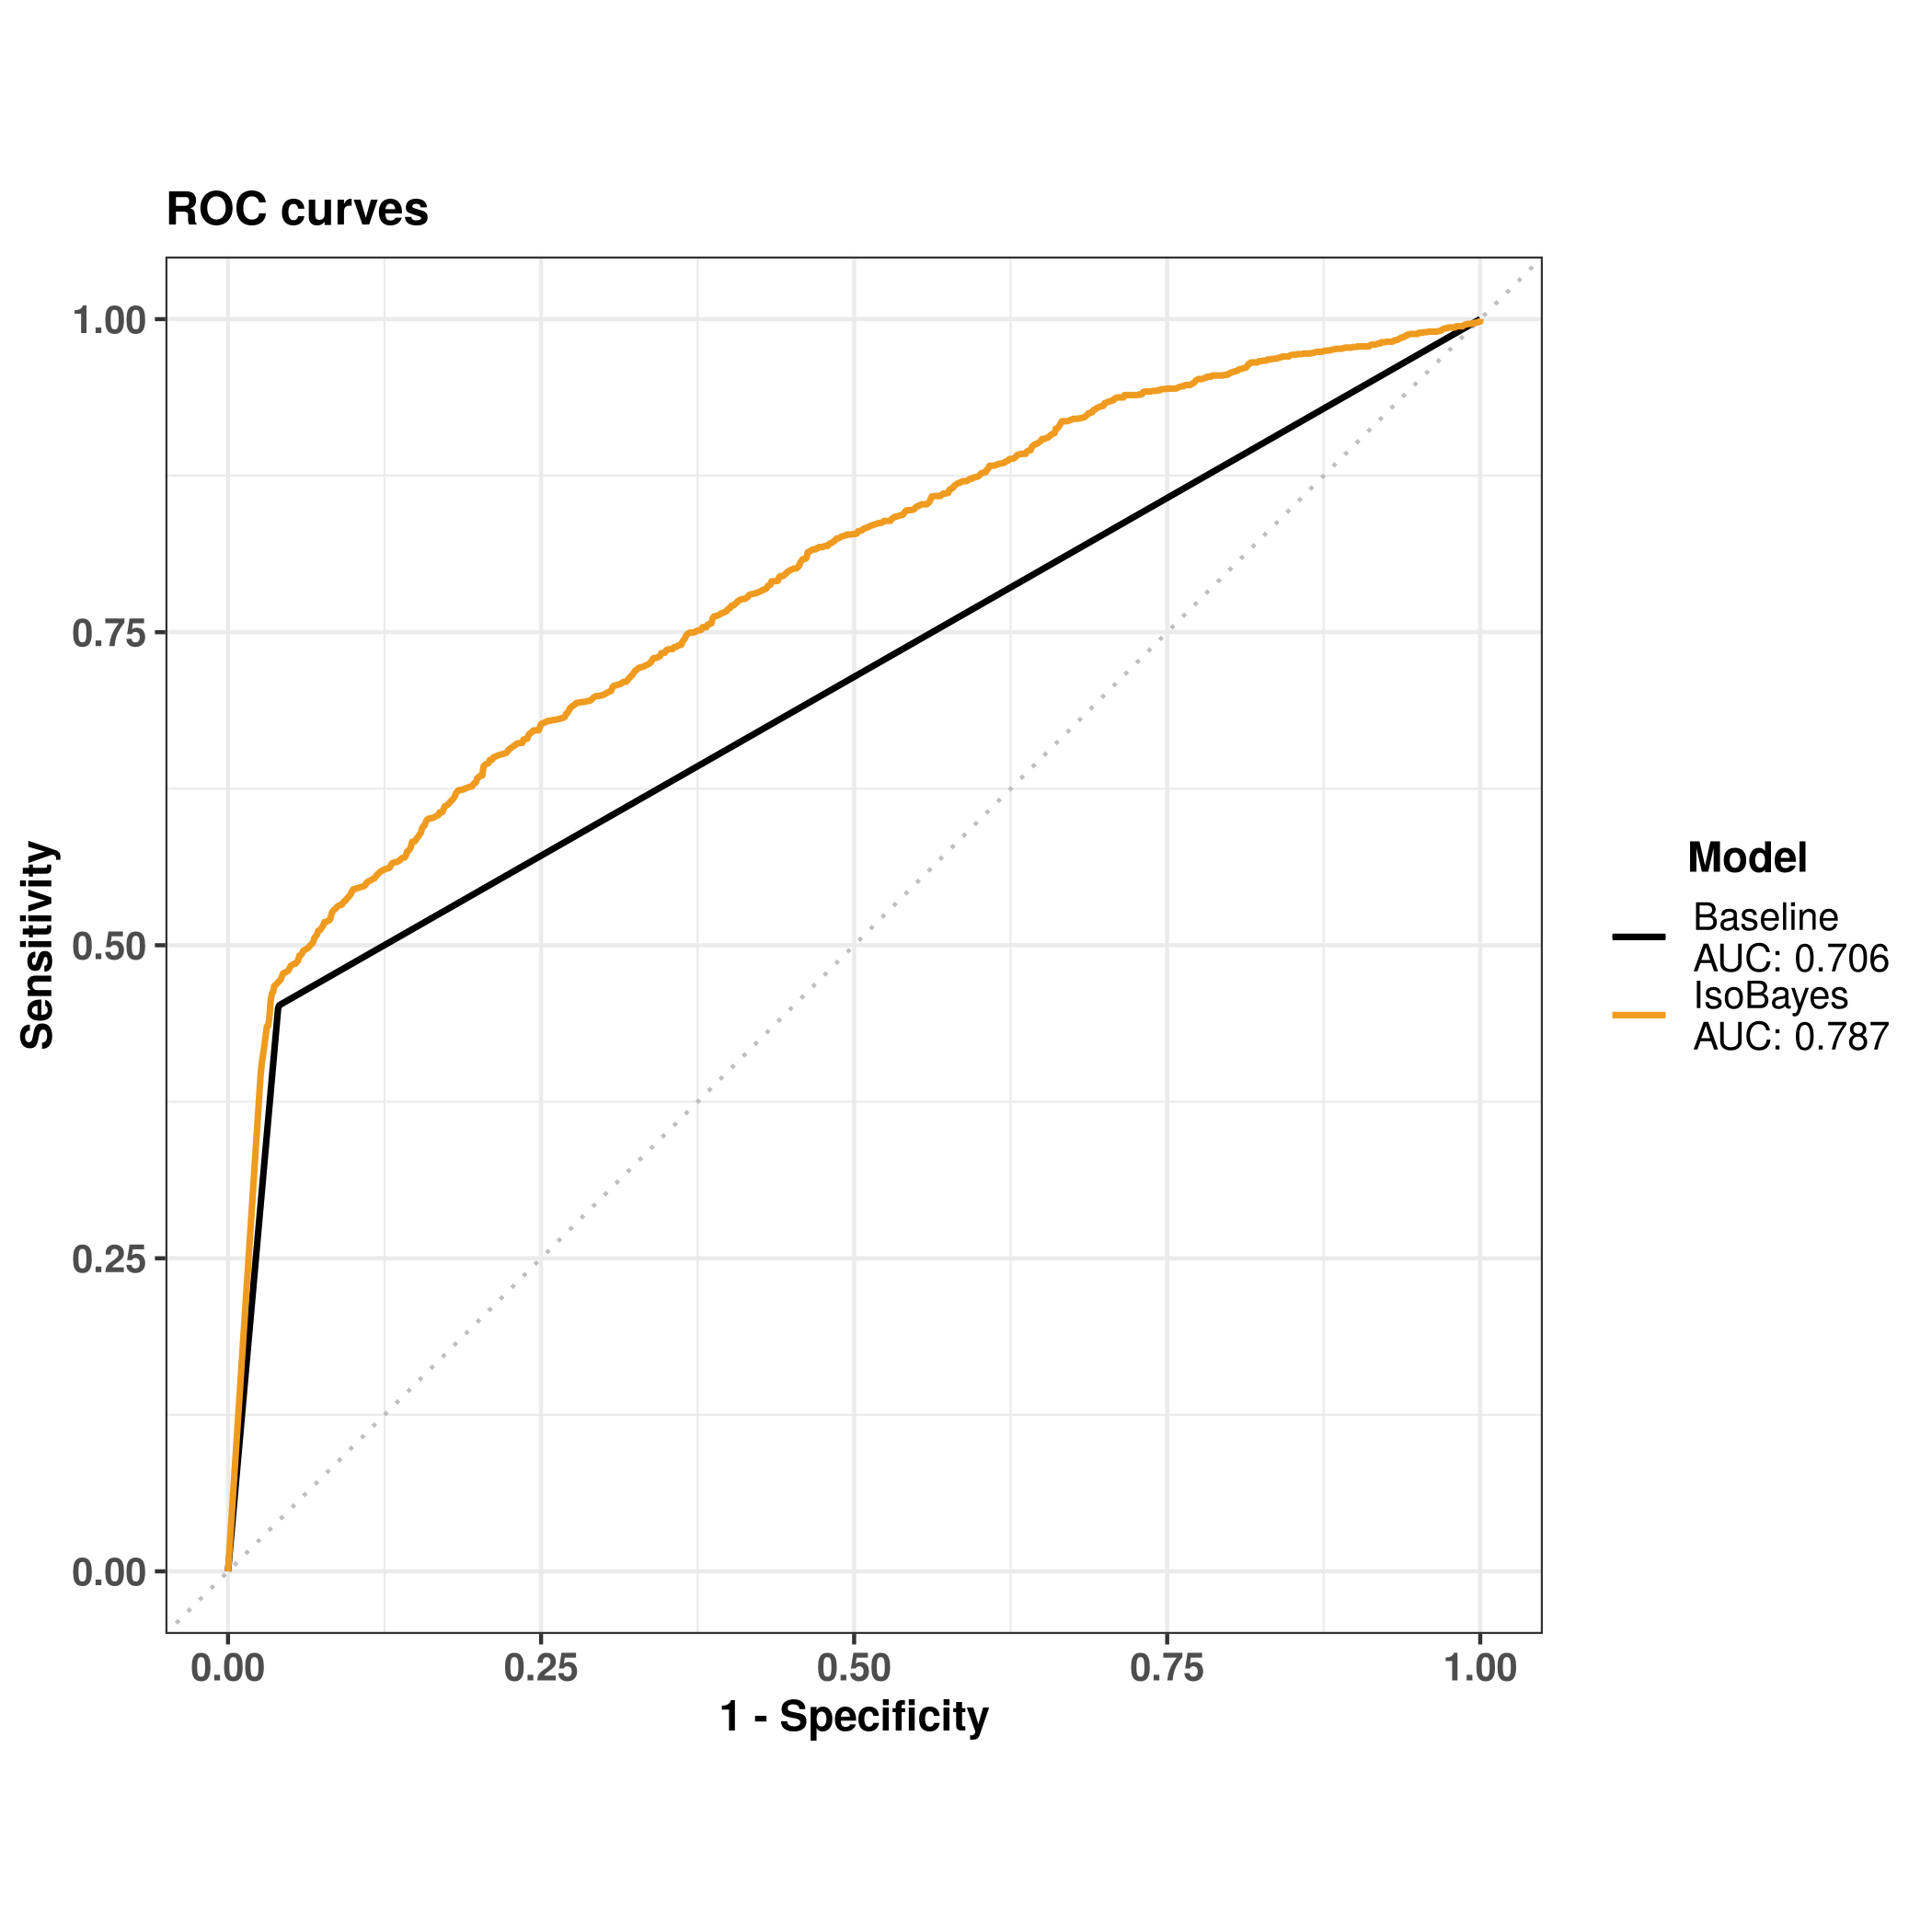 ROC curves
1.00
0.75
0.50
0.25
0.00
Sensitivity
0.00 0.25 0.50 0.75 1.00
1 - Specificity
Model
Baseline
AUC: 0.706
IsoBayes
AUC: 0.787